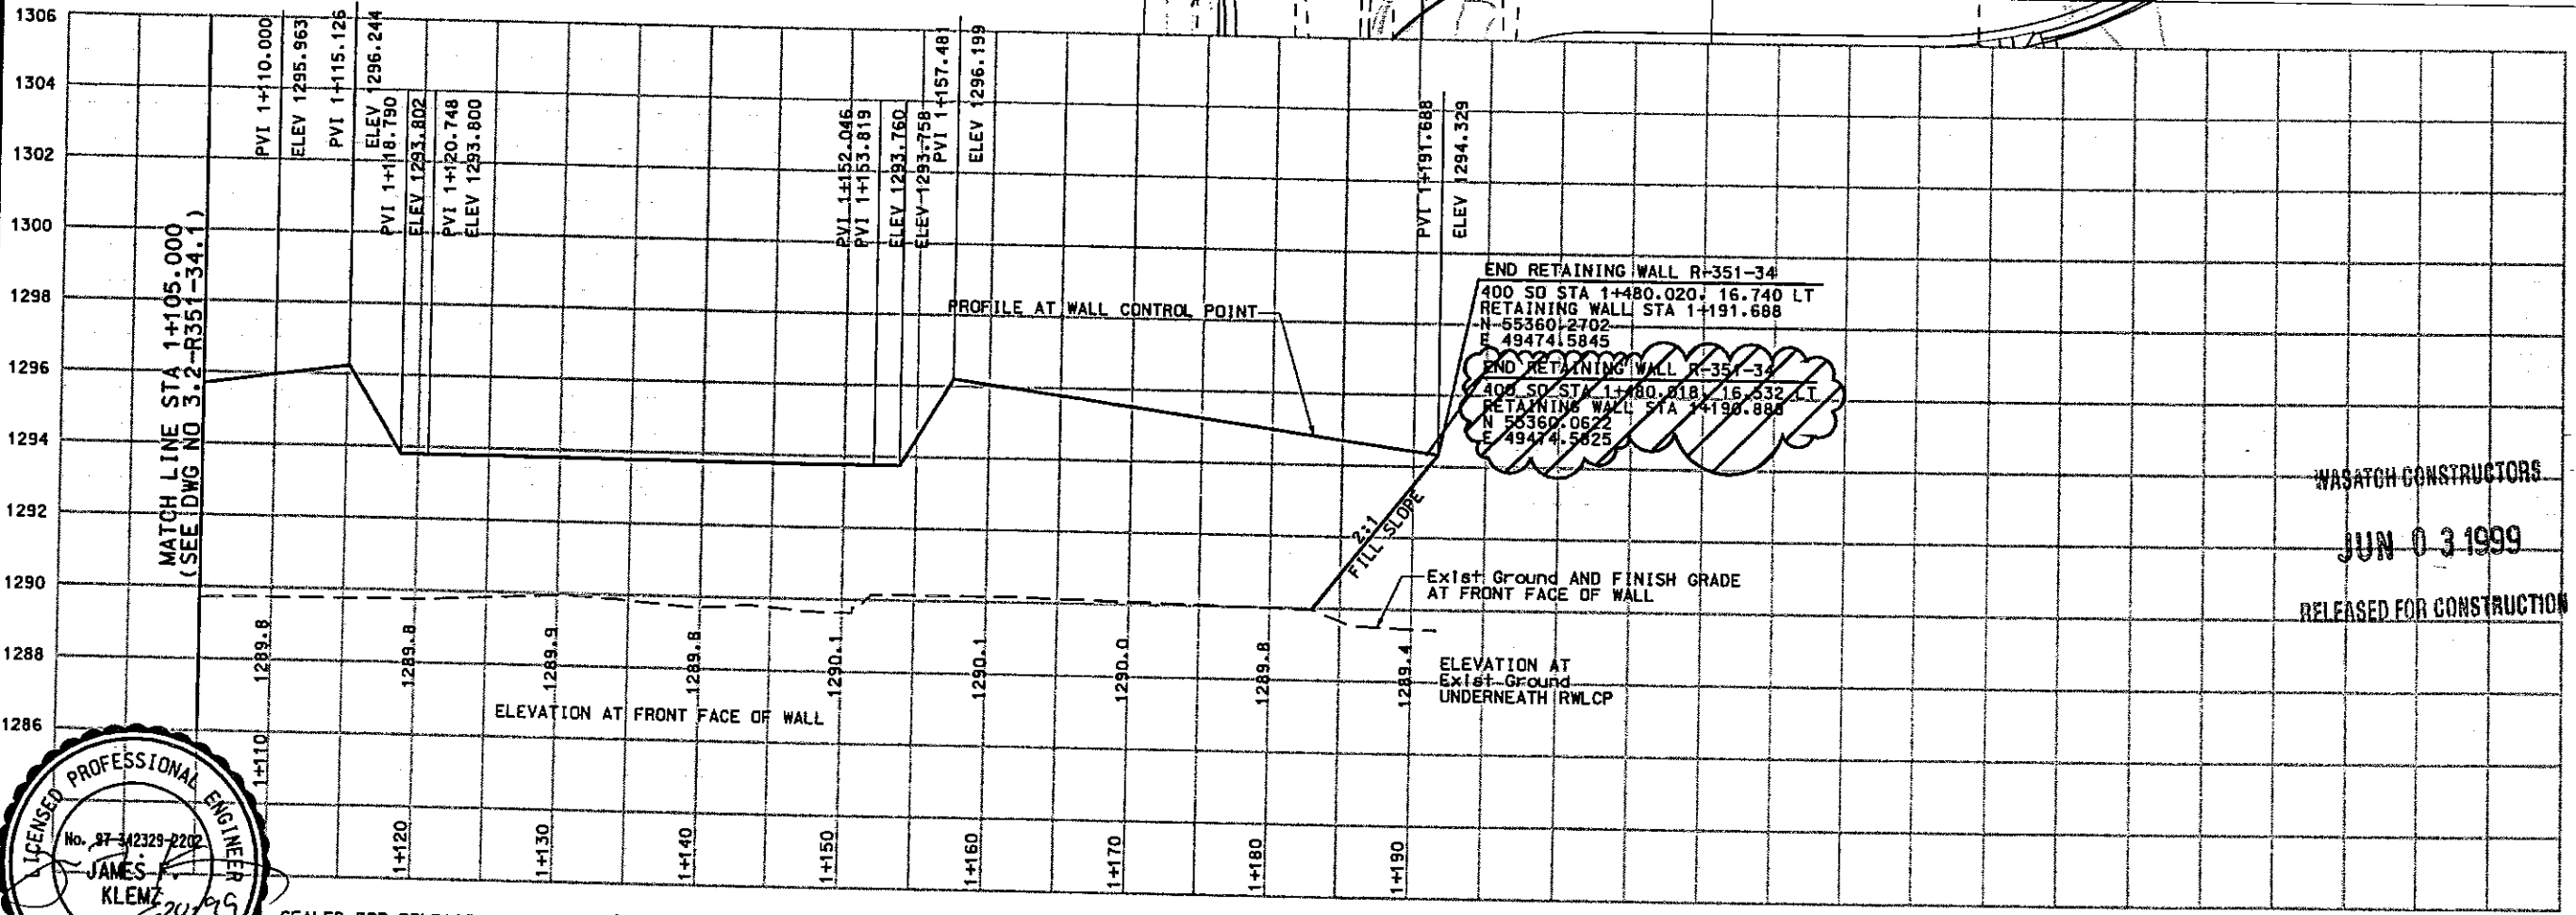 1306
1304
1302
1300
1298
1296
1294
1292
1290
1288
1286
MATCH LINE STA 1+105.000
(SEE DWG NO 3.2-R351-34.1)
PVI 1+110.000
ELEV 1295.963
PVI 1+115.126
ELEV 1296.244
PVI 1+118.790
ELEV 1293.802
PVI 1+120.748
ELEV 1293.800
PVI 1+152.046
PVI 1+153.819
ELEV 1293.760
ELEV 1293.758
PVI 1+157.481
ELEV 1296.199
PVI 1+191.688
ELEV 1294.329
PROFILE AT WALL CONTROL POINT
END RETAINING WALL R-351-34
400 SO STA 1+480.020, 16.740 LT
RETAINING WALL STA 1+191.688
N 55360.2702
E 49474.5845
END RETAINING WALL R-351-34
400 SO STA 1+480.018, 16.532 LT
RETAINING WALL STA 1+190.888
N 55360.0622
E 49474.5825
2:1
FILL SLOPE
Exist Ground AND FINISH GRADE
AT FRONT FACE OF WALL
WASATCH CONSTRUCTORS
JUN 03 1999
RELEASED FOR CONSTRUCTION
1289.8
1289.8
1289.9
1289.8
1290.1
1290.1
1290.0
1289.8
1289.4
ELEVATION AT
Exist Ground
UNDERNEATH RWLCP
ELEVATION AT FRONT FACE OF WALL
1+110
1+120
1+130
1+140
1+150
1+160
1+170
1+180
1+190
LICENSED PROFESSIONAL ENGINEER
No. 97-342329-2202
JAMES F.
KLEMZ